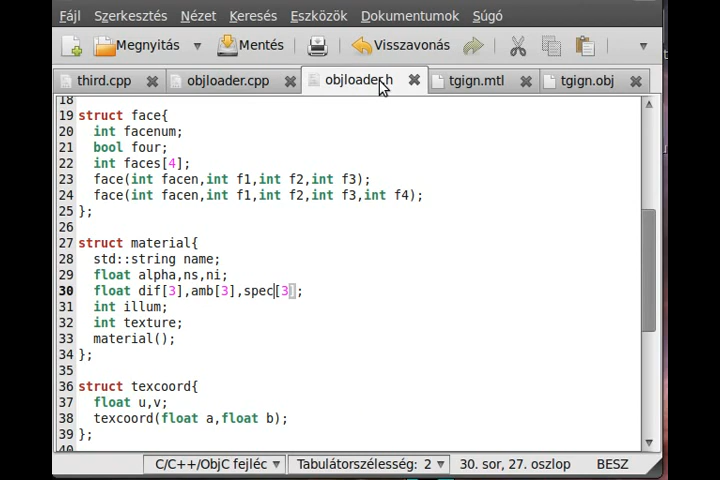 Fájl Szerkesztés Nézet Keresés Eszközök Dokumentumok Súgó
Megnyitás Mentés Visszavonás
third.cpp objloader.cpp objloader.h tgign.mtl tgign.obj
18
19 struct face{
20 int facenum;
21 bool four;
22 int faces[4];
23 face(int facen,int f1,int f2,int f3);
24 face(int facen,int f1,int f2,int f3,int f4);
25 };
26
27 struct material{
28 std::string name;
29 float alpha,ns,ni;
30 float dif[3],amb[3],spec[3];
31 int illum;
32 int texture;
33 material();
34 };
35
36 struct texcoord{
37 float u,v;
38 texcoord(float a,float b);
39 };
40
C/C++/ObjC fejléc Tabulátorszélesség: 2 30. sor, 27. oszlop BESZ